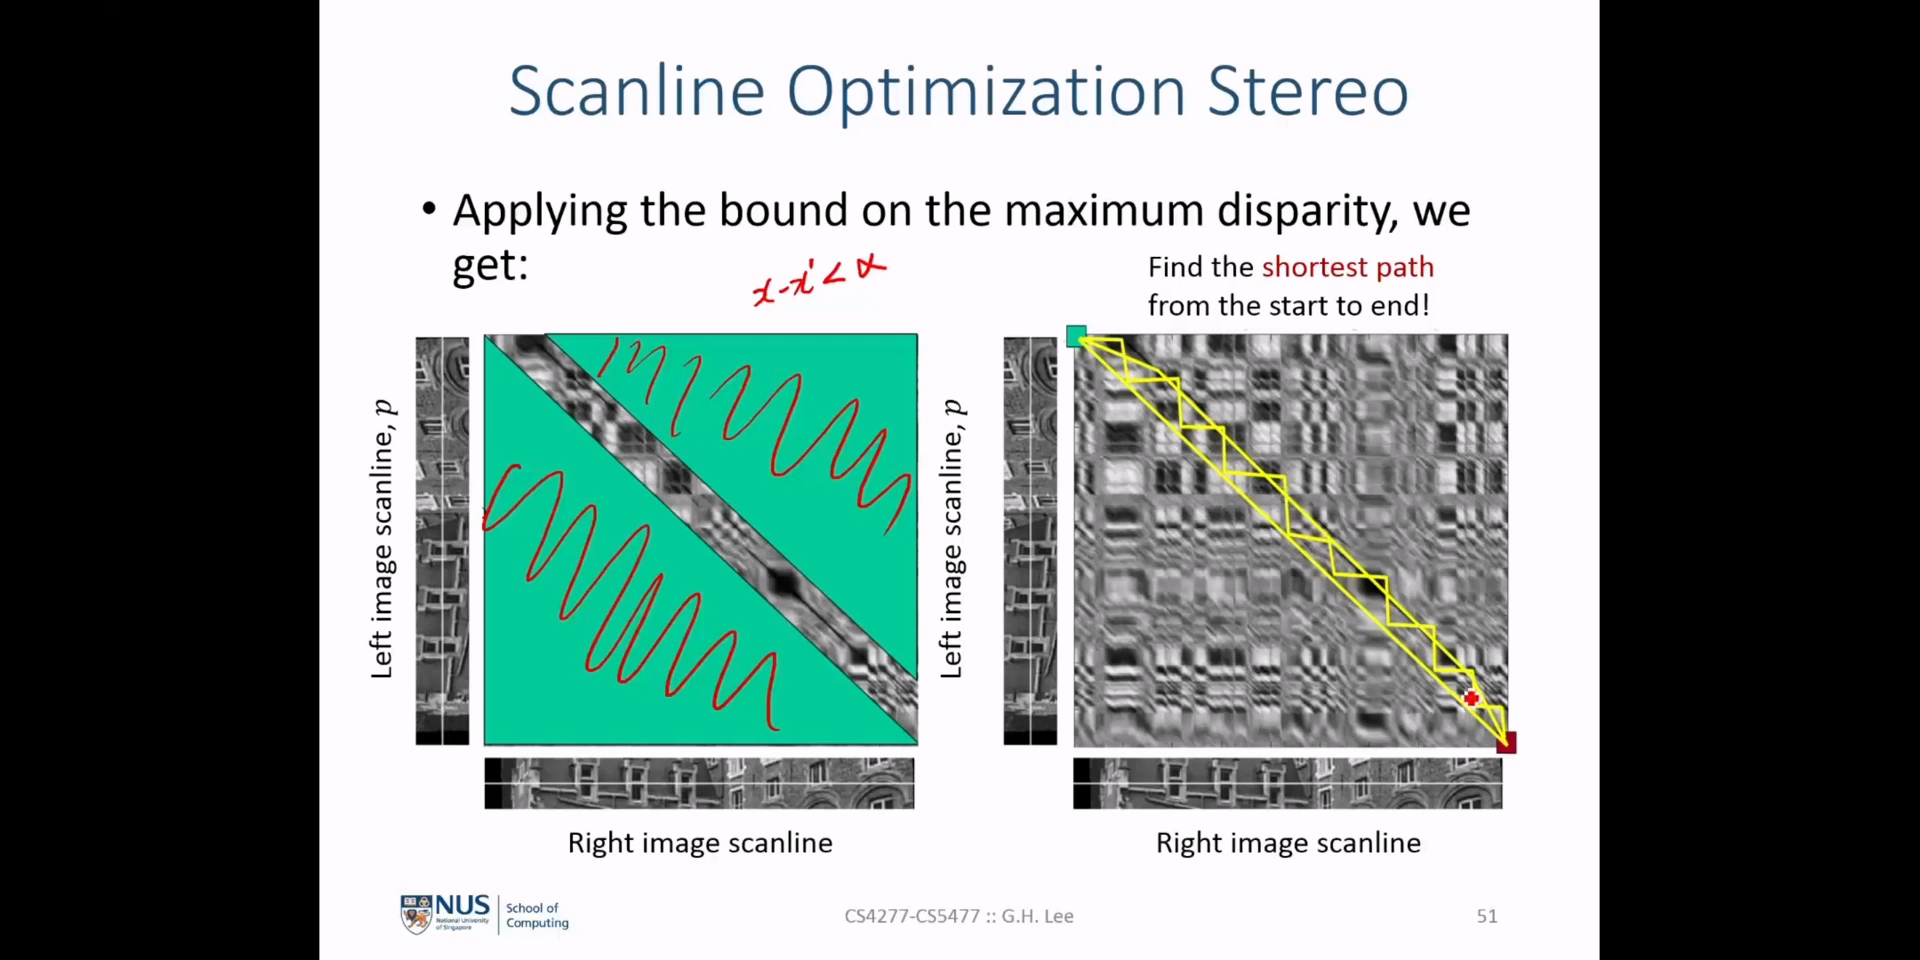 Scanline Optimization Stereo
• Applying the bound on the maximum disparity, we
get:
x-x'<α
Find the shortest path
from the start to end!
Left image scanline, p
Left image scanline, p
Right image scanline
Right image scanline
NUS
National University
of Singapore
School of
Computing
CS4277-CS5477 :: G.H. Lee
51